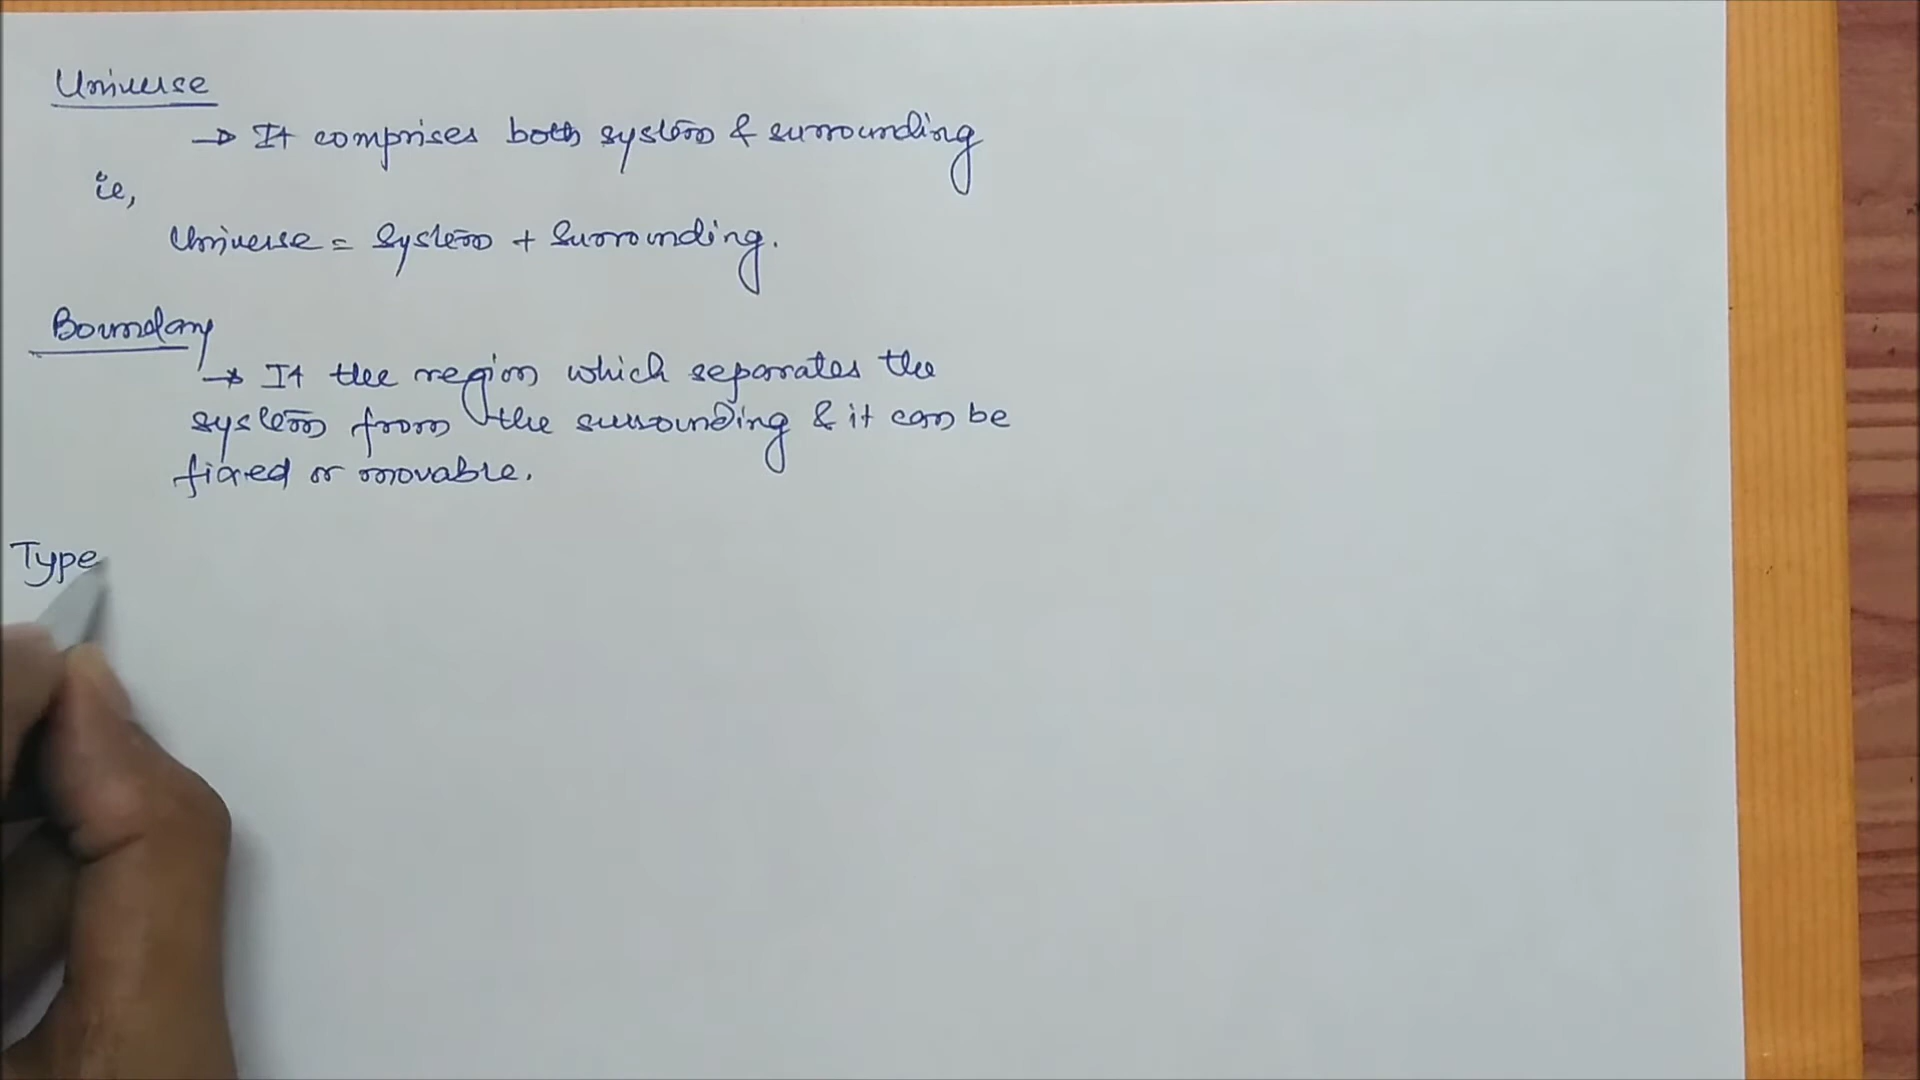 Universe
→ It comprises both system & surrounding
ie,
Universe = System + Surrounding.
Boundary
→ It the region which separates the
system from the surrounding & it can be
fixed or movable.
Type